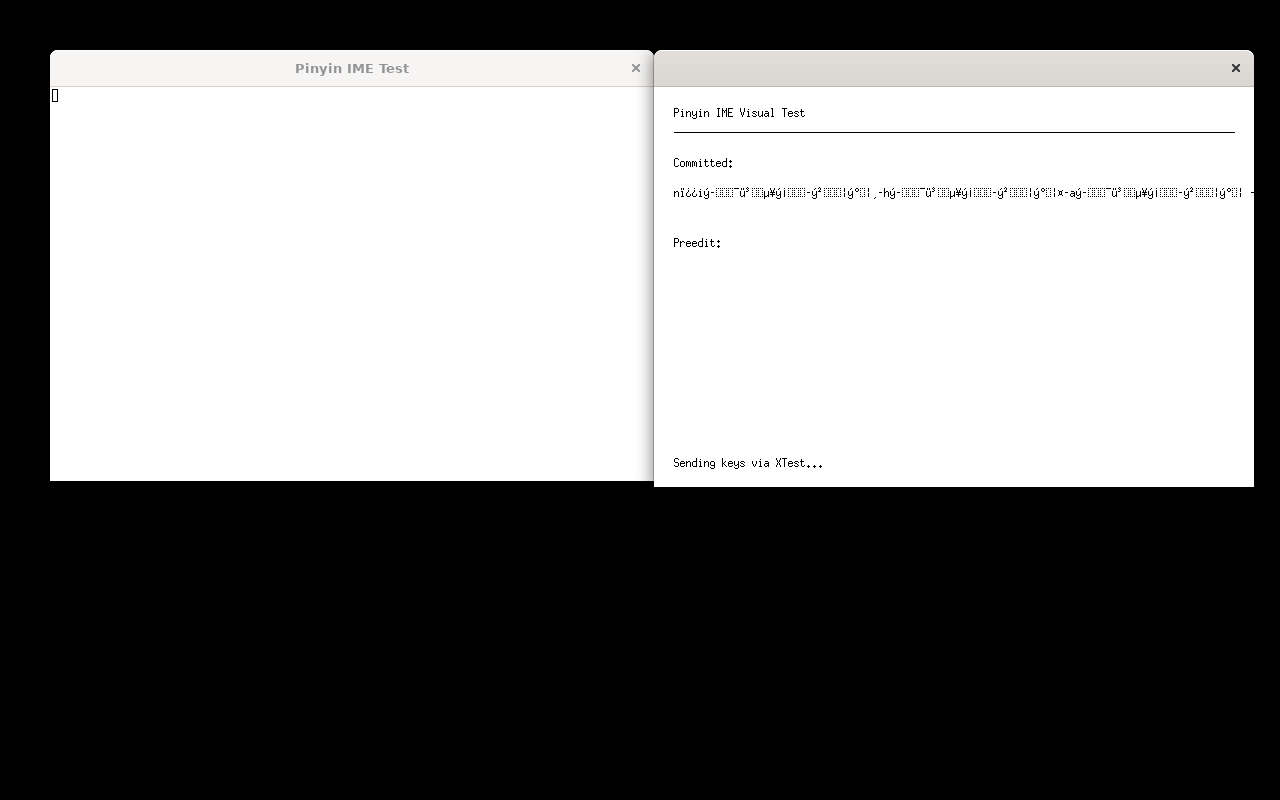 Pinyin IME Test
Pinyin IME Visual Test
Committed:
Preedit:
Sending keys via XTest...